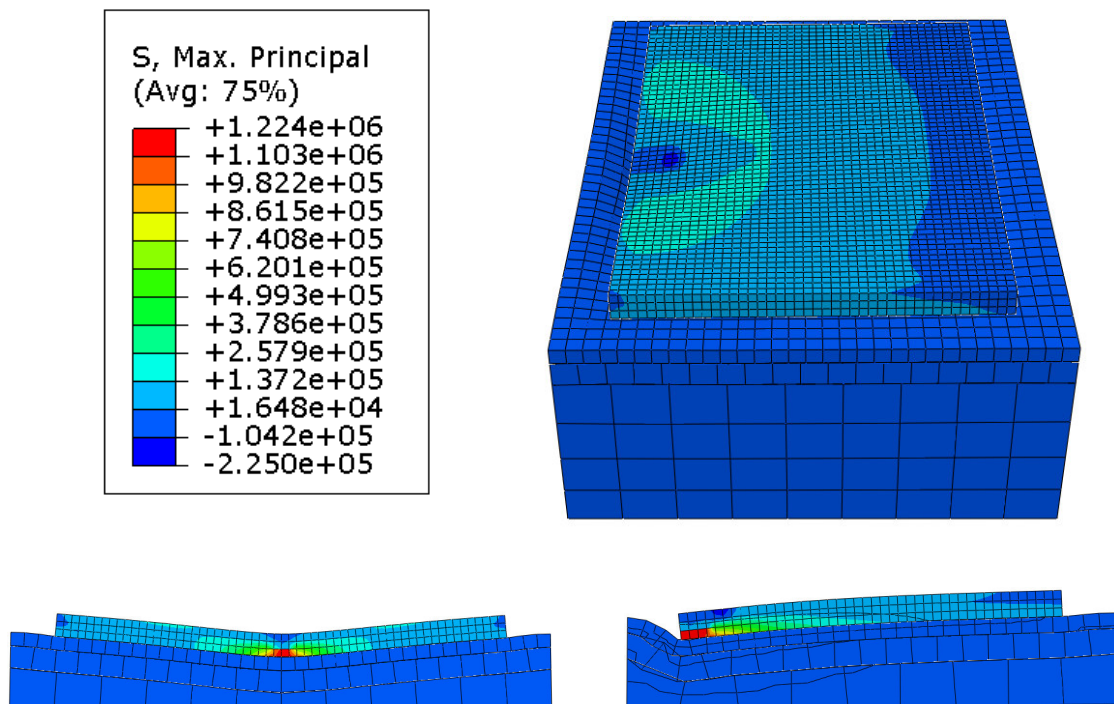 S, Max. Principal
(Avg: 75%)
+1.224e+06
+1.103e+06
+9.822e+05
+8.615e+05
+7.408e+05
+6.201e+05
+4.993e+05
+3.786e+05
+2.579e+05
+1.372e+05
+1.648e+04
-1.042e+05
-2.250e+05